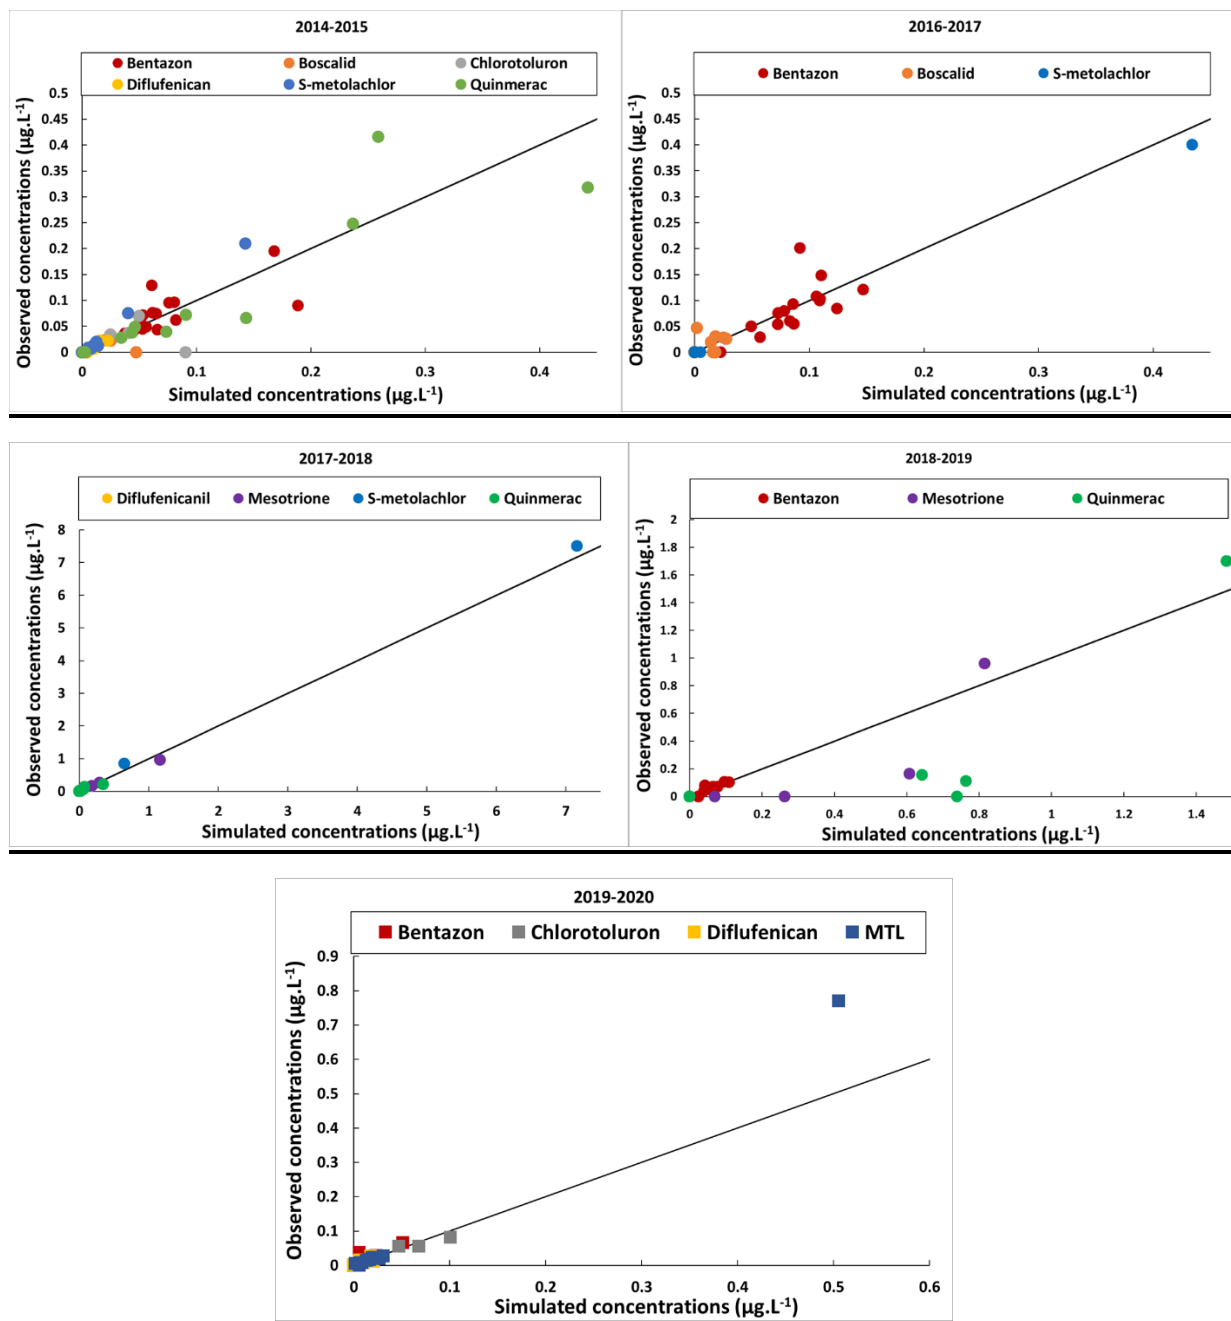 2014-2015
Bentazon Boscalid Chlorotoluron
Diflufenican S-metolachlor Quinmerac
Observed concentrations (µg.L-1)
0.5
0.45
0.4
0.35
0.3
0.25
0.2
0.15
0.1
0.05
0
0 0.1 0.2 0.3 0.4
Simulated concentrations (µg.L-1)
2016-2017
Bentazon Boscalid S-metolachlor
Observed concentrations (µg.L-1)
0.5
0.45
0.4
0.35
0.3
0.25
0.2
0.15
0.1
0.05
0
0 0.1 0.2 0.3 0.4
Simulated concentrations (µg.L-1)
2017-2018
Diflufenicanil Mesotrione S-metolachlor Quinmerac
Observed concentrations (µg.L-1)
8
7
6
5
4
3
2
1
0
0 1 2 3 4 5 6 7
Simulated concentrations (µg.L-1)
2018-2019
Bentazon Mesotrione Quinmerac
Observed concentrations (µg.L-1)
2
1.8
1.6
1.4
1.2
1
0.8
0.6
0.4
0.2
0
0 0.2 0.4 0.6 0.8 1 1.2 1.4
Simulated concentrations (µg.L-1)
2019-2020
Bentazon Chlorotoluron Diflufenican MTL
Observed concentrations (µg.L-1)
0.9
0.8
0.7
0.6
0.5
0.4
0.3
0.2
0.1
0
0 0.1 0.2 0.3 0.4 0.5 0.6
Simulated concentrations (µg.L-1)